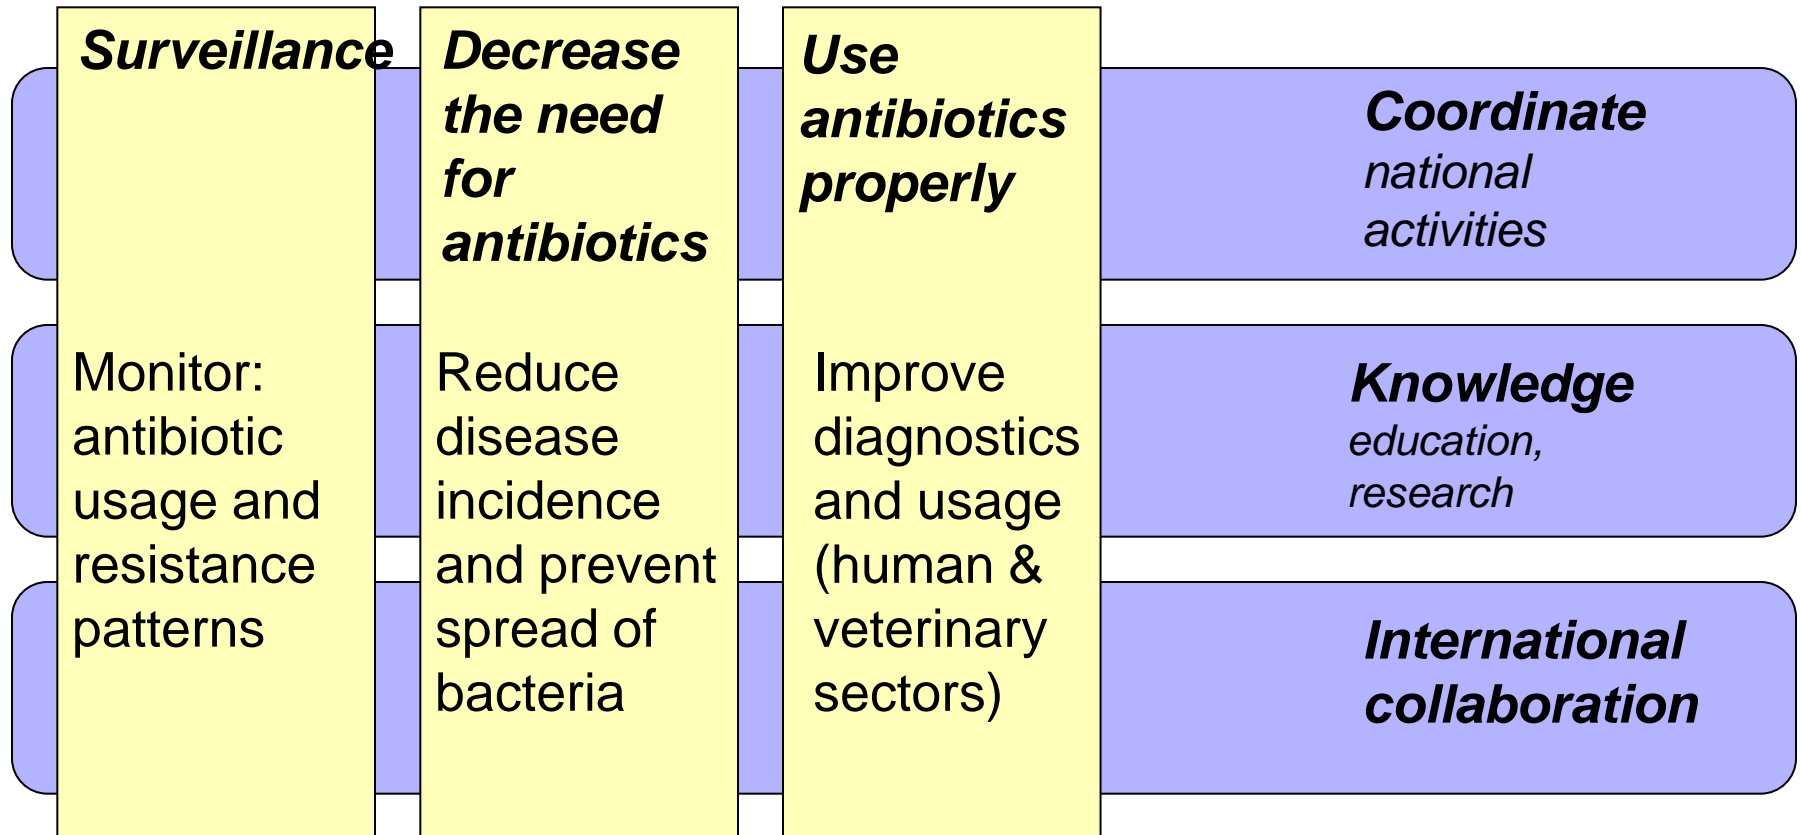 Surveillance
Monitor:
antibiotic
usage and
resistance
patterns
Decrease
the need
for
antibiotics
Reduce
disease
incidence
and prevent
spread of
bacteria
Use
antibiotics
properly
Improve
diagnostics
and usage
(human &
veterinary
sectors)
Coordinate
national
activities
Knowledge
education,
research
International
collaboration